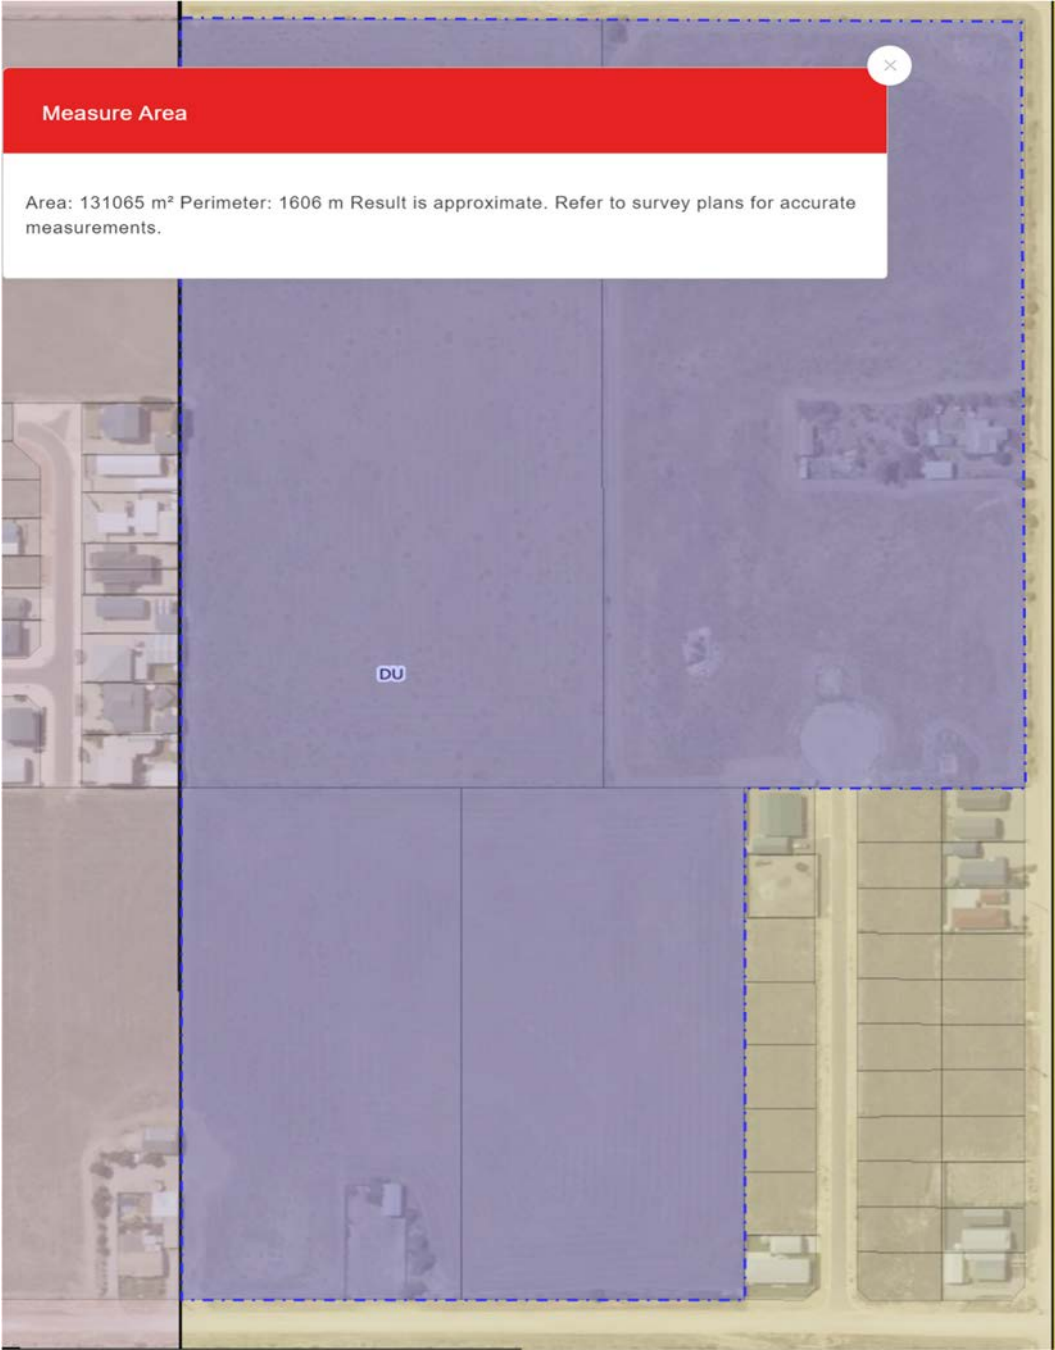 Measure Area
Area: 131065 m² Perimeter: 1606 m Result is approximate. Refer to survey plans for accurate
measurements.
DU